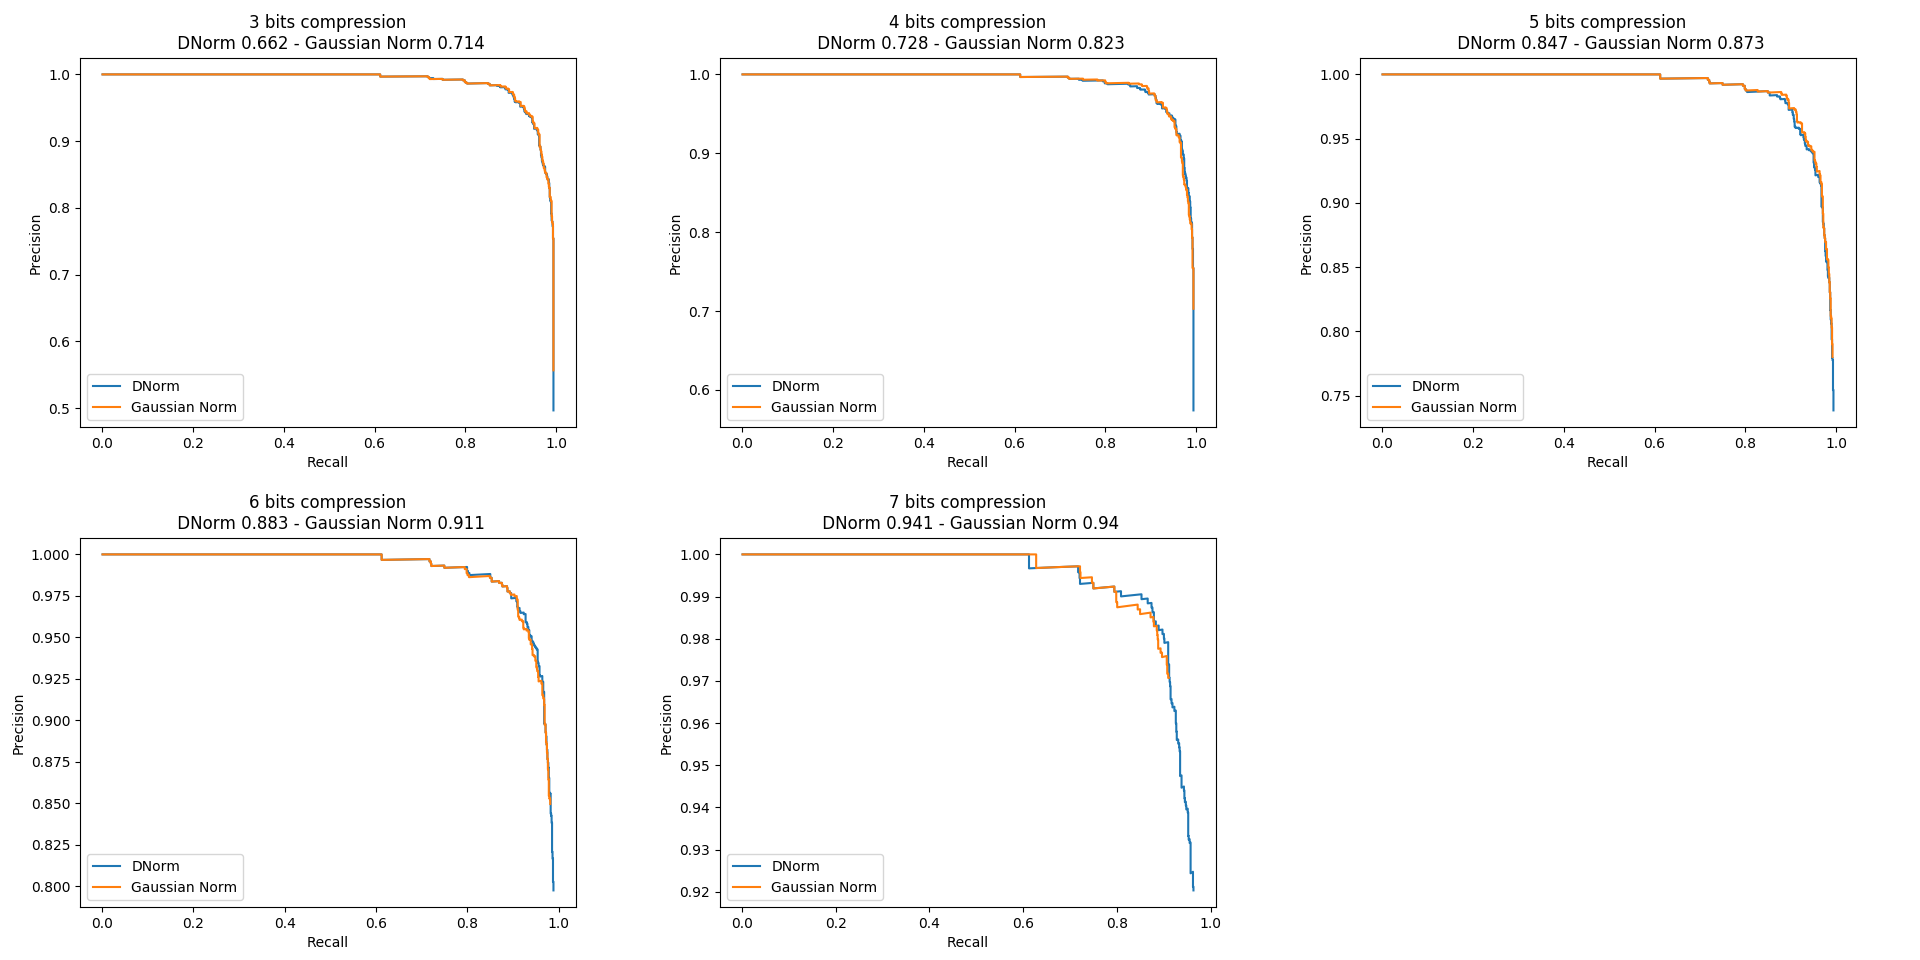 3 bits compression
DNorm 0.662 - Gaussian Norm 0.714
1.0
0.9
0.8
0.7
0.6
0.5
Precision
DNorm
Gaussian Norm
0.0 0.2 0.4 0.6 0.8 1.0
Recall
4 bits compression
DNorm 0.728 - Gaussian Norm 0.823
1.0
0.9
0.8
0.7
0.6
Precision
DNorm
Gaussian Norm
0.0 0.2 0.4 0.6 0.8 1.0
Recall
5 bits compression
DNorm 0.847 - Gaussian Norm 0.873
1.00
0.95
0.90
0.85
0.80
0.75
Precision
DNorm
Gaussian Norm
0.0 0.2 0.4 0.6 0.8 1.0
Recall
6 bits compression
DNorm 0.883 - Gaussian Norm 0.911
1.000
0.975
0.950
0.925
0.900
0.875
0.850
0.825
0.800
Precision
DNorm
Gaussian Norm
0.0 0.2 0.4 0.6 0.8 1.0
Recall
7 bits compression
DNorm 0.941 - Gaussian Norm 0.94
1.00
0.99
0.98
0.97
0.96
0.95
0.94
0.93
0.92
Precision
DNorm
Gaussian Norm
0.0 0.2 0.4 0.6 0.8 1.0
Recall